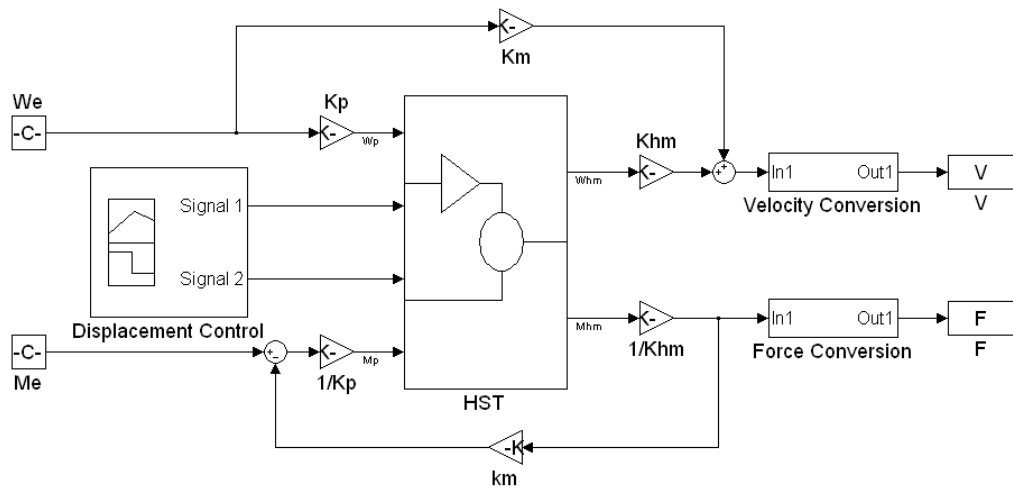 K-
Km
We
-C-
Kp
K-
Wp
Khm
K-
Whm
+
+
In1 Out1
Velocity Conversion
V
V
Signal 1
Signal 2
Displacement Control
-C-
Me
+
-
K-
Mp
1/Kp
HST
Mhm
K-
1/Khm
In1 Out1
Force Conversion
F
F
-K
km